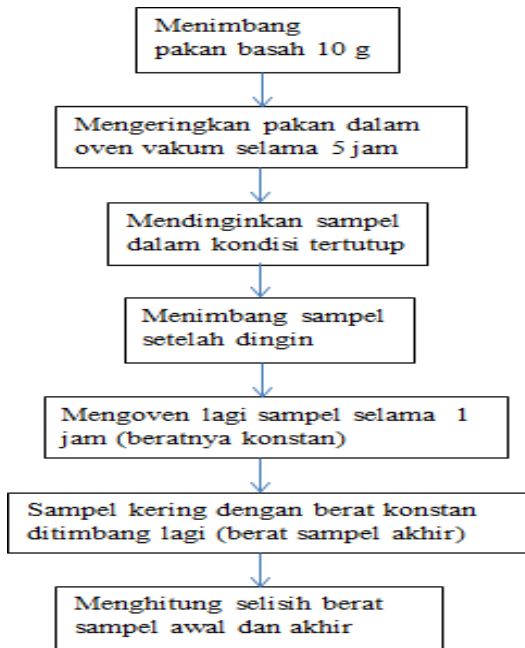 Menimbang
pakan basah 10 g
Mengeringkan pakan dalam
oven vakum selama 5 jam
Mendinginkan sampel
dalam kondisi tertutup
Menimbang sampel
setelah dingin
Mengoven lagi sampel selama 1
jam (beratnya konstan)
Sampel kering dengan berat konstan
ditimbang lagi (berat sampel akhir)
Menghitung selisih berat
sampel awal dan akhir